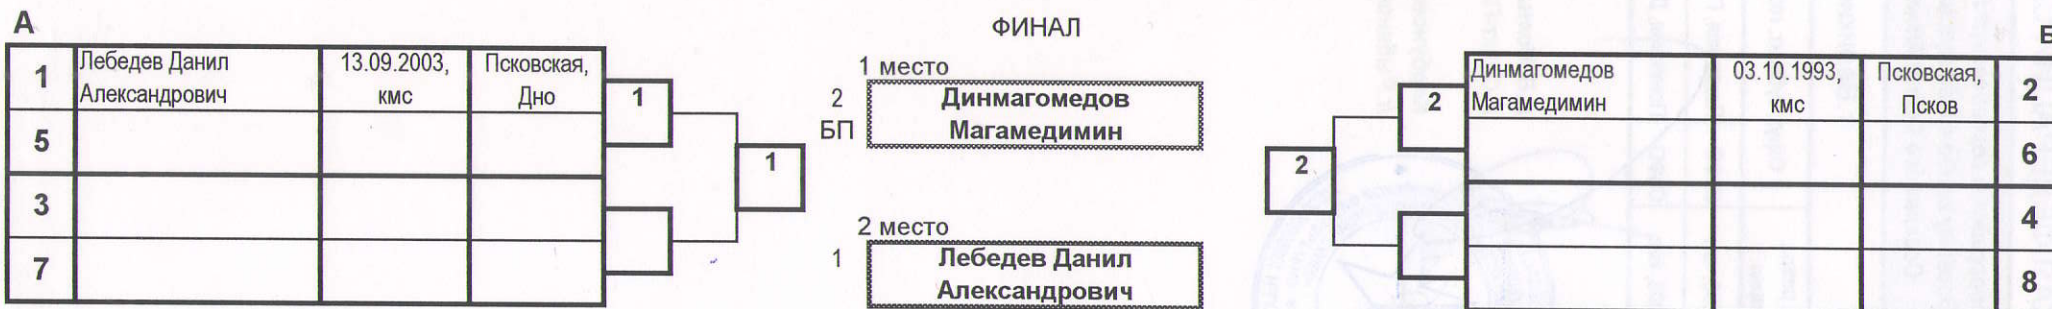 А
ФИНАЛ
Б
1
Лебедев Данил
Александрович
13.09.2003,
кмс
Псковская,
Дно
5
3
7
1
1
1 место
2
БП
Динмагомедов
Магамедимин
2 место
1
Лебедев Данил
Александрович
2
2
Динмагомедов
Магамедимин
03.10.1993,
кмс
Псковская,
Псков
2
6
4
8